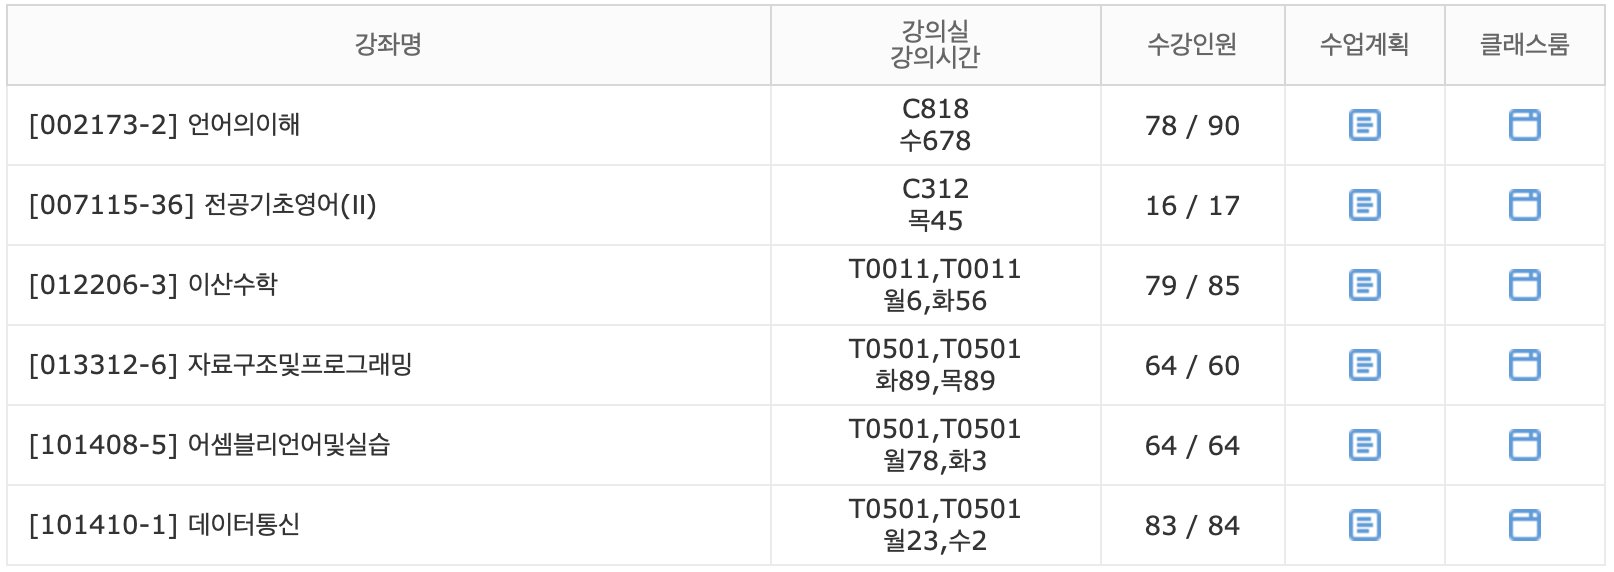 강좌명
강의실
강의시간
수강인원
수업계획
클래스룸
[002173-2] 언어의이해
C818
수678
78 / 90
[007115-36] 전공기초영어(II)
C312
목45
16 / 17
[012206-3] 이산수학
T0011,T0011
월6,화56
79 / 85
[013312-6] 자료구조및프로그래밍
T0501,T0501
화89,목89
64 / 60
[101408-5] 어셈블리언어및실습
T0501,T0501
월78,화3
64 / 64
[101410-1] 데이터통신
T0501,T0501
월23,수2
83 / 84